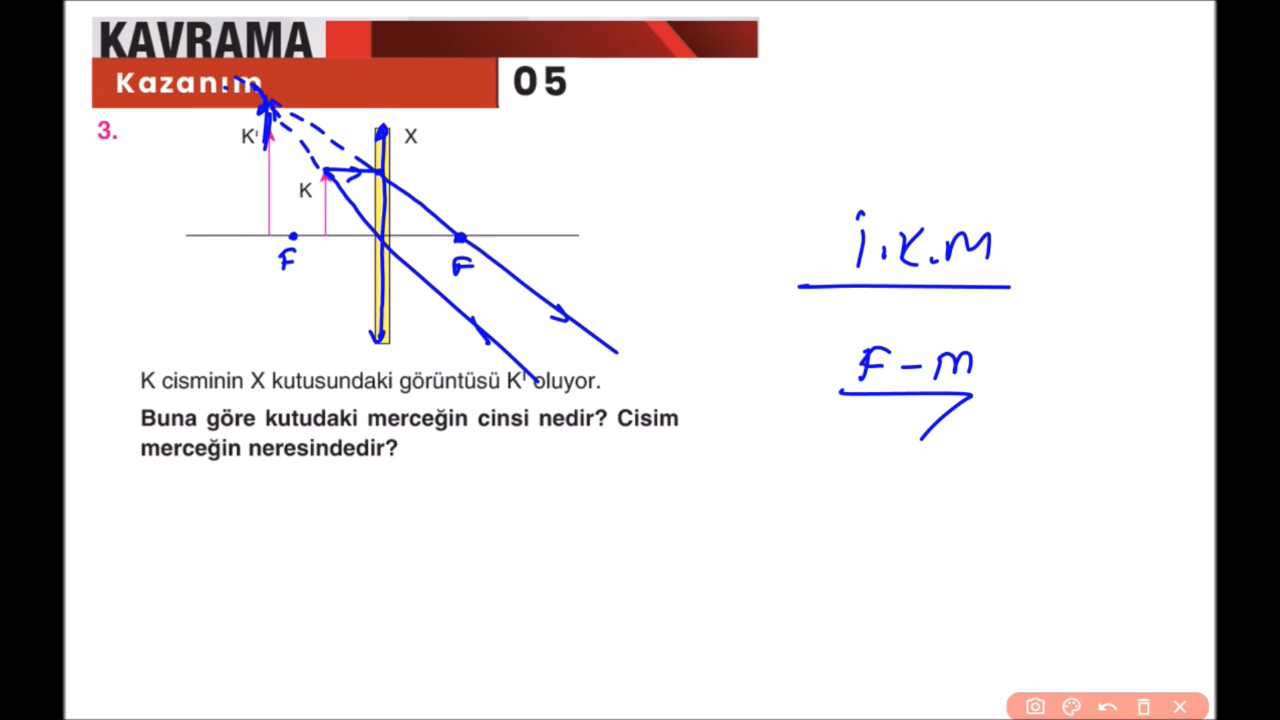 KAVRAMA
Kazanım 05
3.
K' X
K
F F
İ.K.M
F-M
K cisminin X kutusundaki görüntüsü K' oluyor.
Buna göre kutudaki merceğin cinsi nedir? Cisim
merceğin neresindedir?